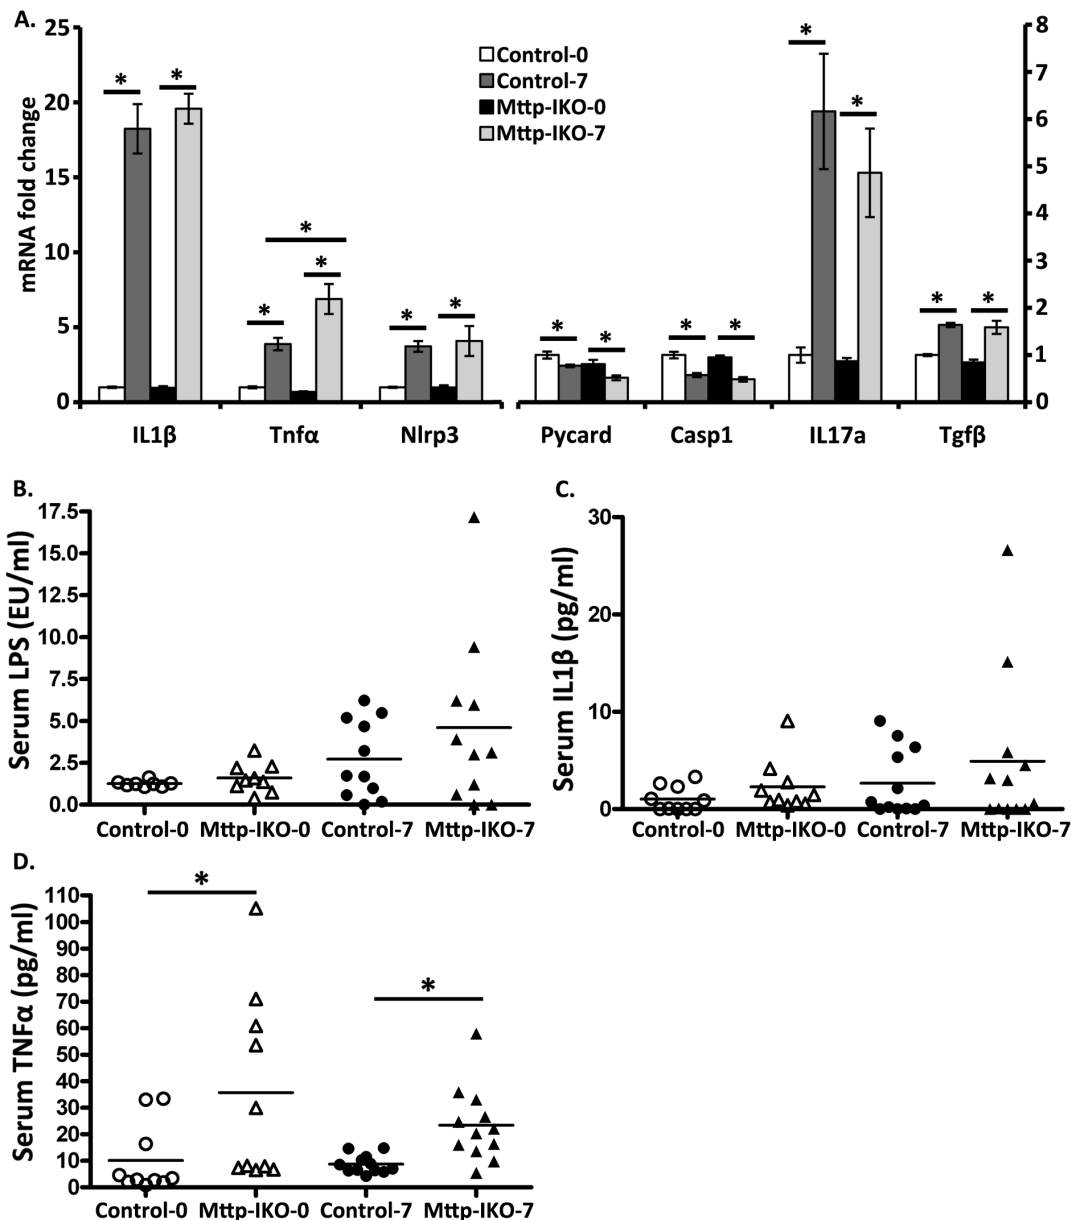 A.
mRNA fold change
25
20
15
10
5
0
Control-0
Control-7
Mttp-IKO-0
Mttp-IKO-7
8
7
6
5
4
3
2
1
0
* * * * * * * * * * * * * * *
IL1β Tnfα Nlrp3 Pycard Casp1 IL17a Tgfβ
B.
Serum LPS (EU/ml)
17.5
15.0
12.5
10.0
7.5
5.0
2.5
0.0
Control-0 Mttp-IKO-0 Control-7 Mttp-IKO-7
C.
Serum IL1β (pg/ml)
30
20
10
0
Control-0 Mttp-IKO-0 Control-7 Mttp-IKO-7
D.
Serum TNFα (pg/ml)
110
100
90
80
70
60
50
40
30
20
10
0
* *
Control-0 Mttp-IKO-0 Control-7 Mttp-IKO-7